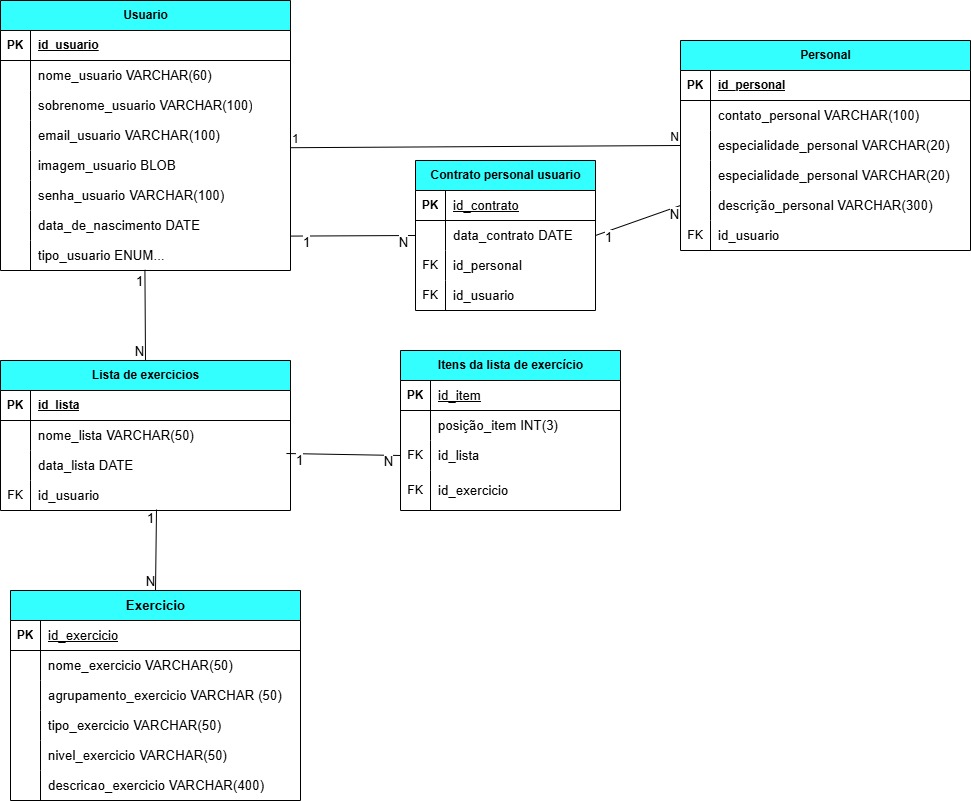 Usuario
PK id_usuario
nome_usuario VARCHAR(60)
sobrenome_usuario VARCHAR(100)
email_usuario VARCHAR(100)
imagem_usuario BLOB
senha_usuario VARCHAR(100)
data_de_nascimento DATE
tipo_usuario ENUM...
1
N
1
N
1
N
1
N
Personal
PK id_personal
contato_personal VARCHAR(100)
especialidade_personal VARCHAR(20)
especialidade_personal VARCHAR(20)
descrição_personal VARCHAR(300)
FK id_usuario
Contrato personal usuario
PK id_contrato
data_contrato DATE
FK id_personal
FK id_usuario
Lista de exercicios
PK id_lista
nome_lista VARCHAR(50)
data_lista DATE
FK id_usuario
1
N
1
N
Itens da lista de exercício
PK id_item
posição_item INT(3)
FK id_lista
FK id_exercicio
Exercicio
PK id_exercicio
nome_exercicio VARCHAR(50)
agrupamento_exercicio VARCHAR (50)
tipo_exercicio VARCHAR(50)
nivel_exercicio VARCHAR(50)
descricao_exercicio VARCHAR(400)